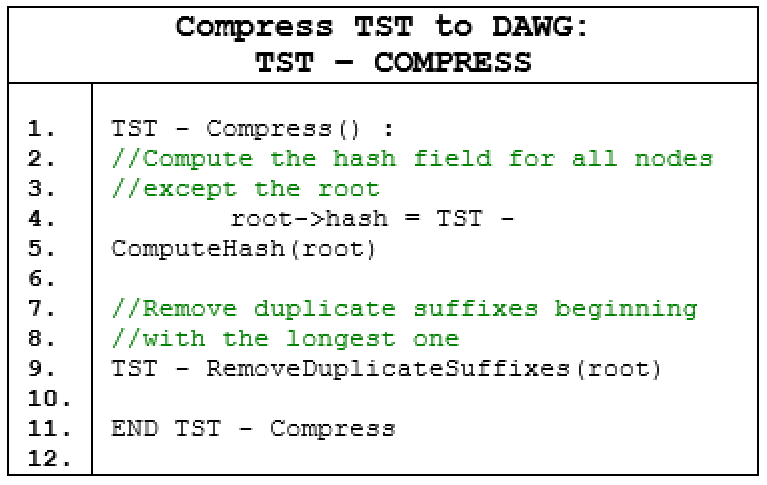 Compress TST to DAWG:
TST – COMPRESS
1. TST - Compress() :
2. //Compute the hash field for all nodes
3. //except the root
4. root->hash = TST -
5. ComputeHash(root)
6.
7. //Remove duplicate suffixes beginning
8. //with the longest one
9. TST - RemoveDuplicateSuffixes(root)
10.
11. END TST - Compress
12.